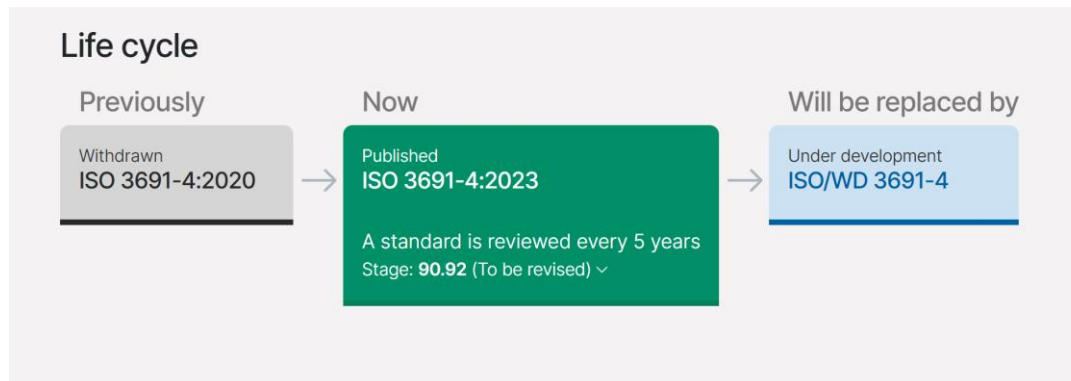 Life cycle
Previously
Withdrawn
ISO 3691-4:2020
Now
Published
ISO 3691-4:2023
A standard is reviewed every 5 years
Stage: 90.92 (To be revised)
Will be replaced by
Under development
ISO/WD 3691-4